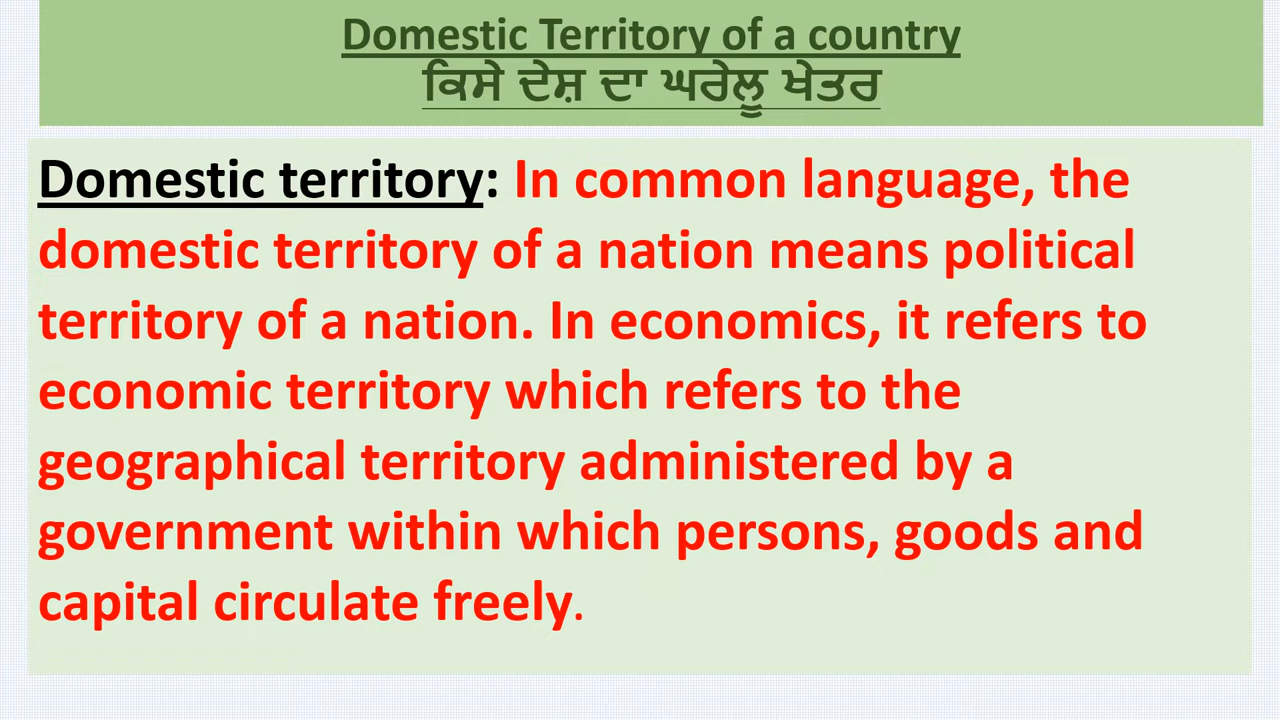 Domestic Territory of a country
ਕਿਸੇ ਦੇਸ਼ ਦਾ ਘਰੇਲੂ ਖੇਤਰ
Domestic territory: In common language, the
domestic territory of a nation means political
territory of a nation. In economics, it refers to
economic territory which refers to the
geographical territory administered by a
government within which persons, goods and
capital circulate freely.